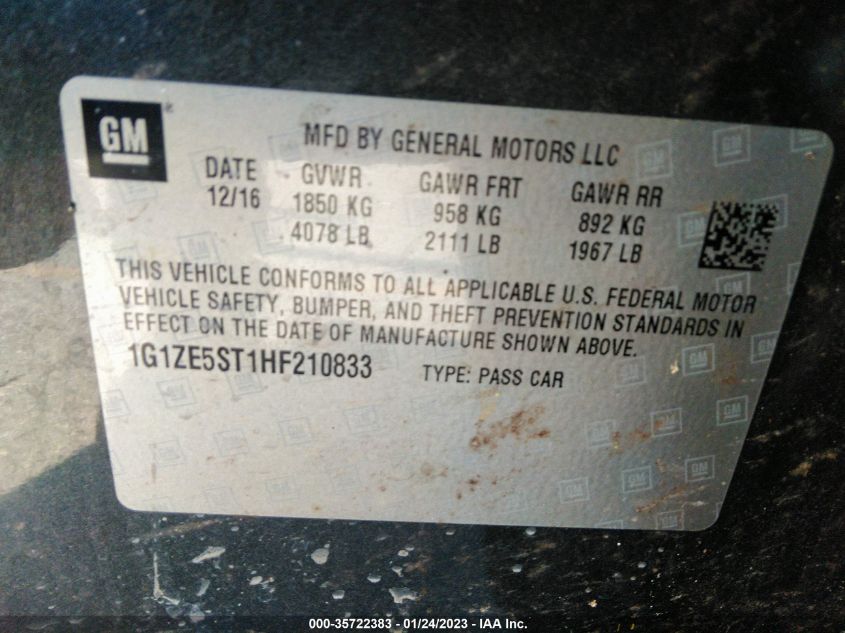 GM
MFD BY GENERAL MOTORS LLC
DATE GVWR GAWR FRT GAWR RR
12/16 1850 KG 958 KG 892 KG
4078 LB 2111 LB 1967 LB
THIS VEHICLE CONFORMS TO ALL APPLICABLE U.S. FEDERAL MOTOR
VEHICLE SAFETY, BUMPER, AND THEFT PREVENTION STANDARDS IN
EFFECT ON THE DATE OF MANUFACTURE SHOWN ABOVE.
1G1ZE5ST1HF210833 TYPE: PASS CAR
000-35722383 - 01/24/2023 - IAA Inc.